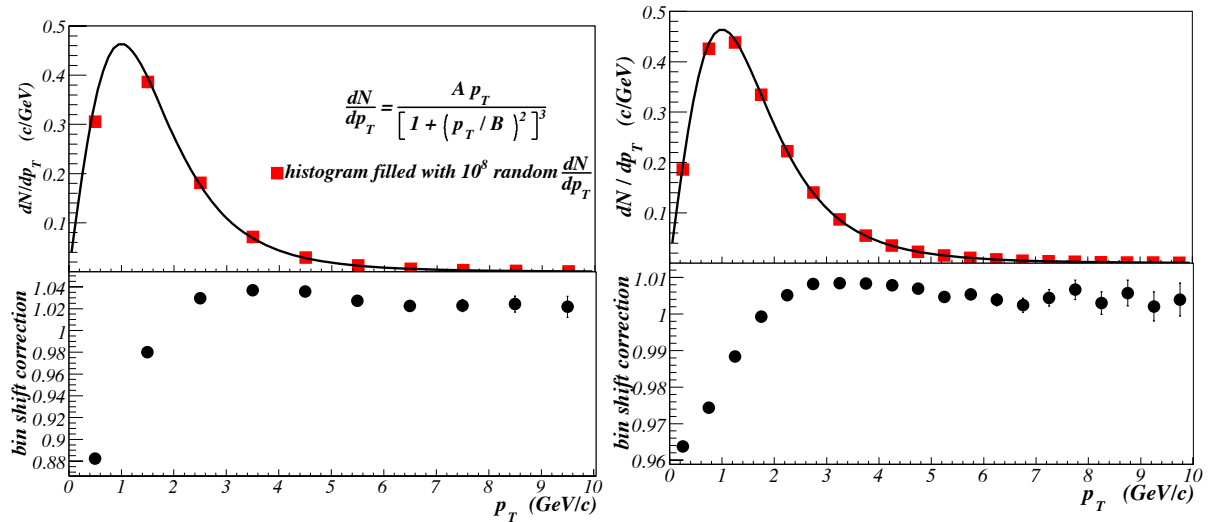 0.5
0.4
0.3
0.2
0.1
dN/dp_T (c/GeV)
dN/dp_T = A p_T / [1 + (p_T / B)^2]^3
histogram filled with 10^8 random dN/dp_T
1.04
1.02
1
0.98
0.96
0.94
0.92
0.9
0.88
bin shift correction
0 1 2 3 4 5 6 7 8 9 10
p_T (GeV/c)
0.5
0.4
0.3
0.2
0.1
dN / dp_T (c/GeV)
1.01
1
0.99
0.98
0.97
0.96
bin shift correction
0 1 2 3 4 5 6 7 8 9 10
p_T (GeV/c)